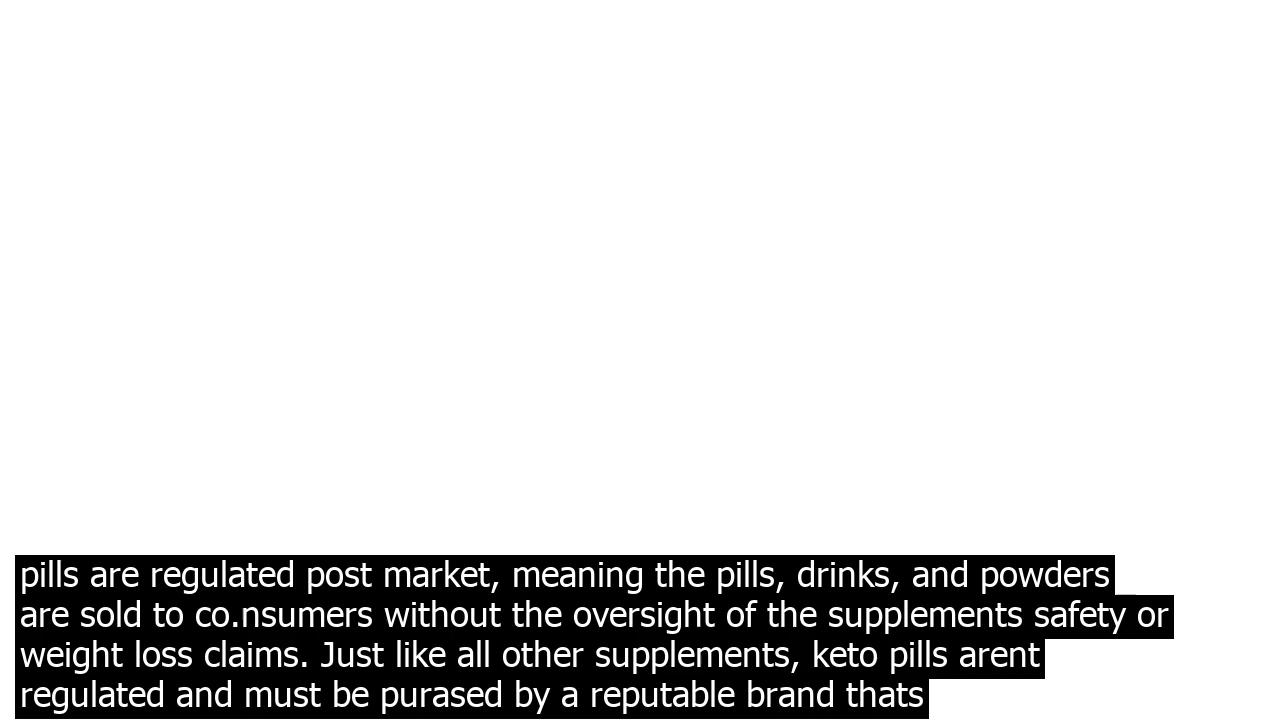 pills are regulated post market, meaning the pills, drinks, and powders
are sold to co.nsumers without the oversight of the supplements safety or
weight loss claims. Just like all other supplements, keto pills arent
regulated and must be purased by a reputable brand thats